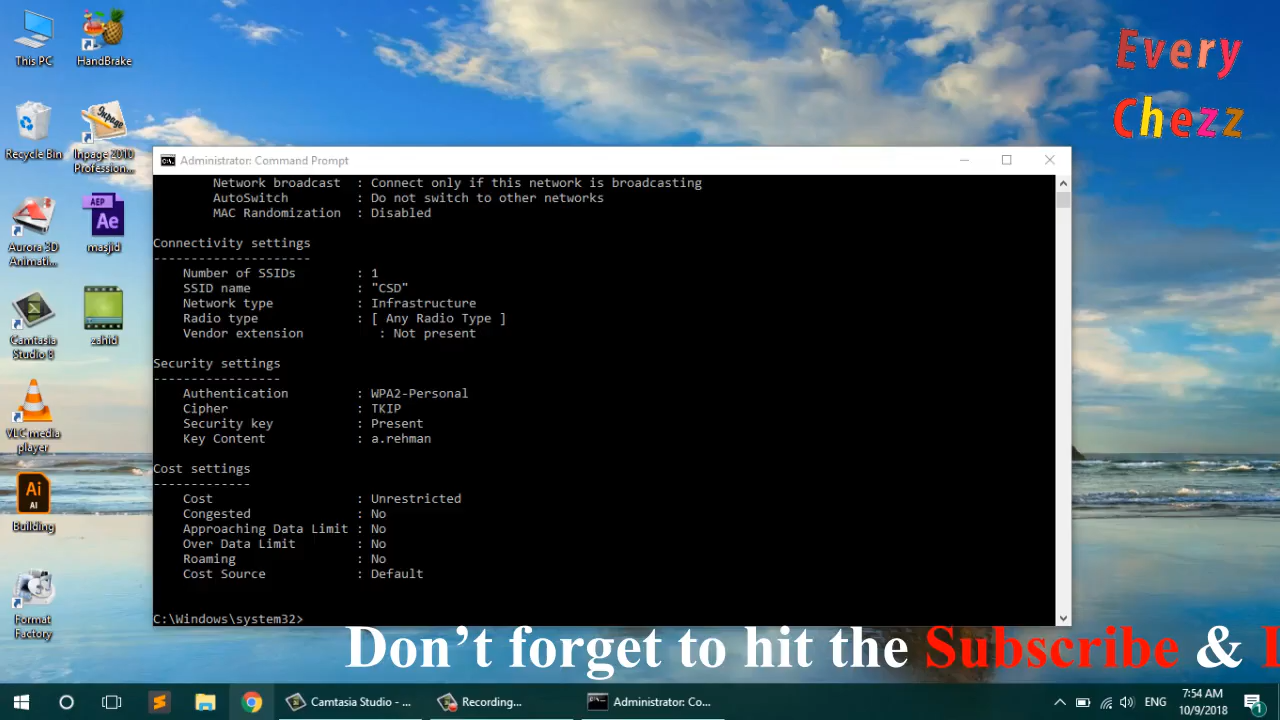 This PC
HandBrake
Recycle Bin
Inpage 2010
Profession...
Aurora 3D
Animati...
masjid
Camtasia
Studio 8
zahid
VLC media
player
Building
Format
Factory
Every
Chezz
Administrator: Command Prompt
Network broadcast : Connect only if this network is broadcasting
AutoSwitch : Do not switch to other networks
MAC Randomization : Disabled
Connectivity settings
---------------------
Number of SSIDs : 1
SSID name : "CSD"
Network type : Infrastructure
Radio type : [ Any Radio Type ]
Vendor extension : Not present
Security settings
-----------------
Authentication : WPA2-Personal
Cipher : TKIP
Security key : Present
Key Content : a.rehman
Cost settings
-------------
Cost : Unrestricted
Congested : No
Approaching Data Limit : No
Over Data Limit : No
Roaming : No
Cost Source : Default
C:\Windows\system32>
Don't forget to hit the Subscribe &
Camtasia Studio - ...
Recording...
Administrator: Co...
ENG
7:54 AM
10/9/2018